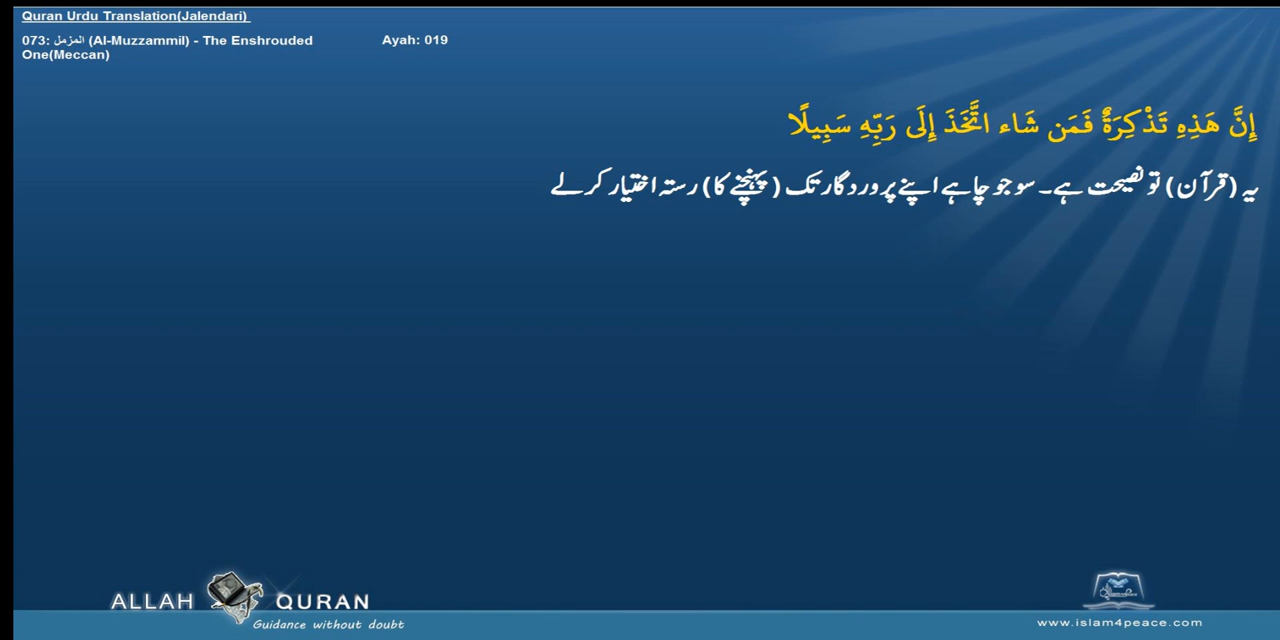 Quran Urdu Translation(Jalendari)
073: المزمل (Al-Muzzammil) - The Enshrouded One(Meccan)
Ayah: 019
إِنَّ هَذِهِ تَذْكِرَةٌ فَمَن شَاء اتَّخَذَ إِلَى رَبِّهِ سَبِيلًا
یہ (قرآن) تو نصیحت ہے۔ سو جو چاہے اپنے پروردگار تک (پہنچنے کا) رستہ اختیار کرلے
ALLAH QURAN
Guidance without doubt
www.islam4peace.com